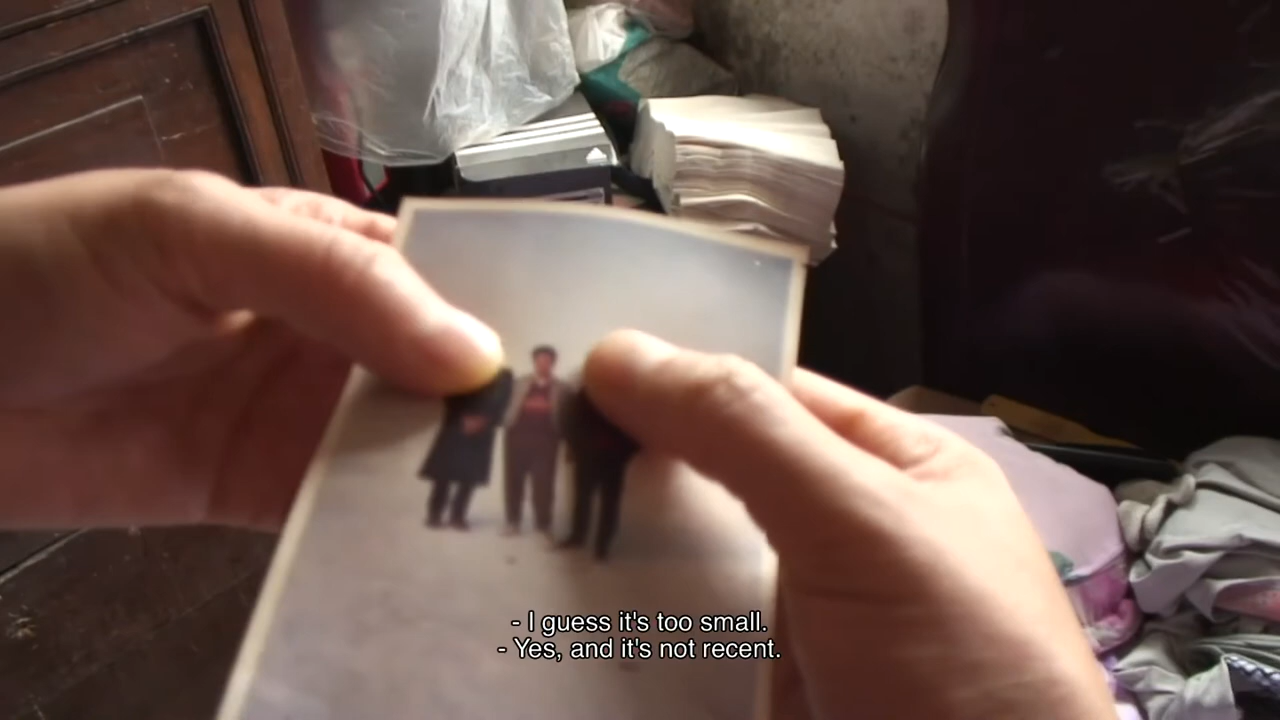 - I guess it's too small.
- Yes, and it's not recent.